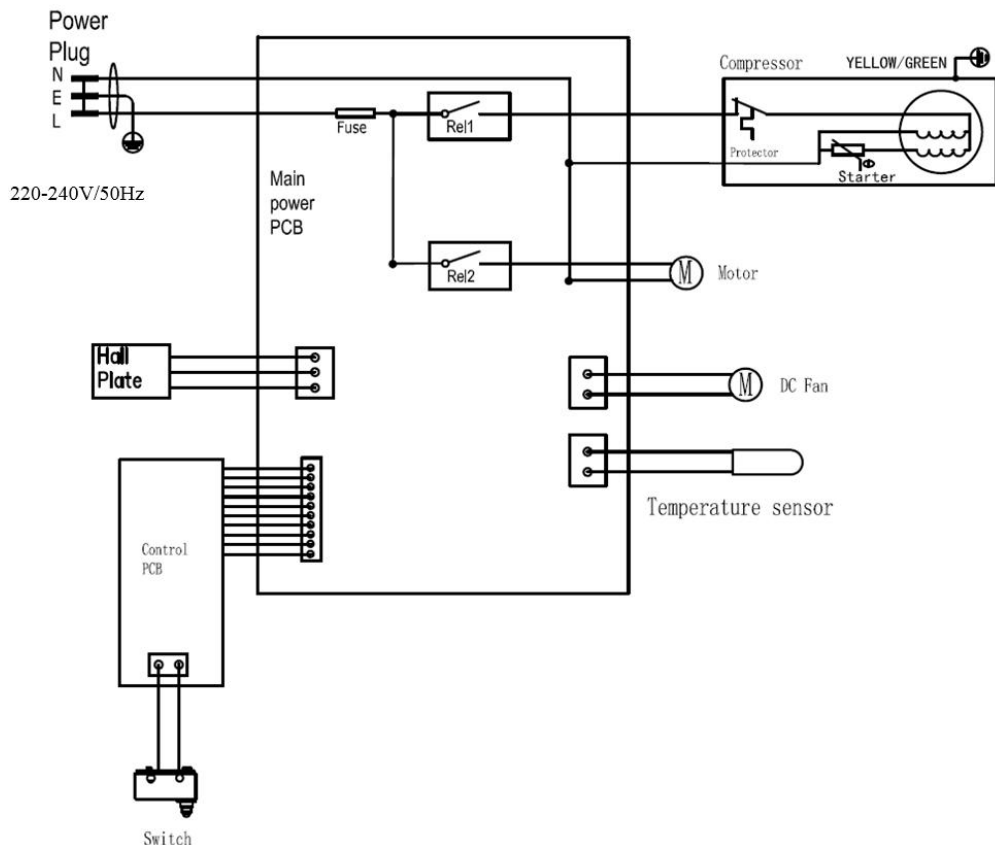 Power
Plug
N
E
L
220-240V/50Hz
Fuse
Rel1
Main
power
PCB
Rel2
Compressor
YELLOW/GREEN
Protector
Starter
M
Motor
Hall
Plate
M
DC Fan
Temperature sensor
Control
PCB
Switch